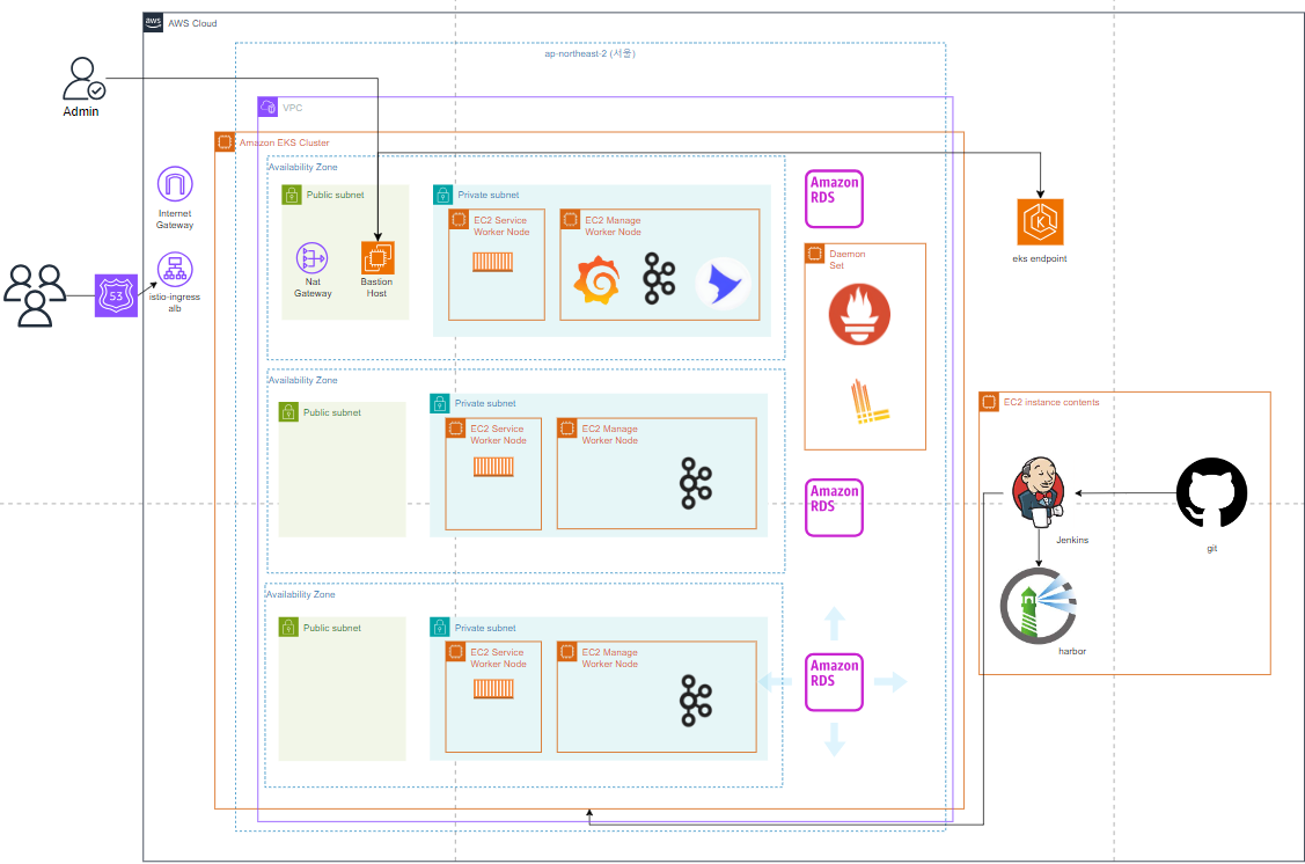 aws
AWS Cloud
ap-northeast-2 (서울)
Admin
VPC
Amazon EKS Cluster
Availability Zone
Public subnet
Private subnet
EC2 Service
Worker Node
EC2 Manage
Worker Node
Amazon
RDS
Internet
Gateway
Nat
Gateway
Bastion
Host
Daemon
Set
K
eks endpoint
53
istio-ingress
alb
Availability Zone
Public subnet
Private subnet
EC2 Service
Worker Node
EC2 Manage
Worker Node
Amazon
RDS
EC2 instance contents
Jenkins
git
harbor
Availability Zone
Public subnet
Private subnet
EC2 Service
Worker Node
EC2 Manage
Worker Node
Amazon
RDS